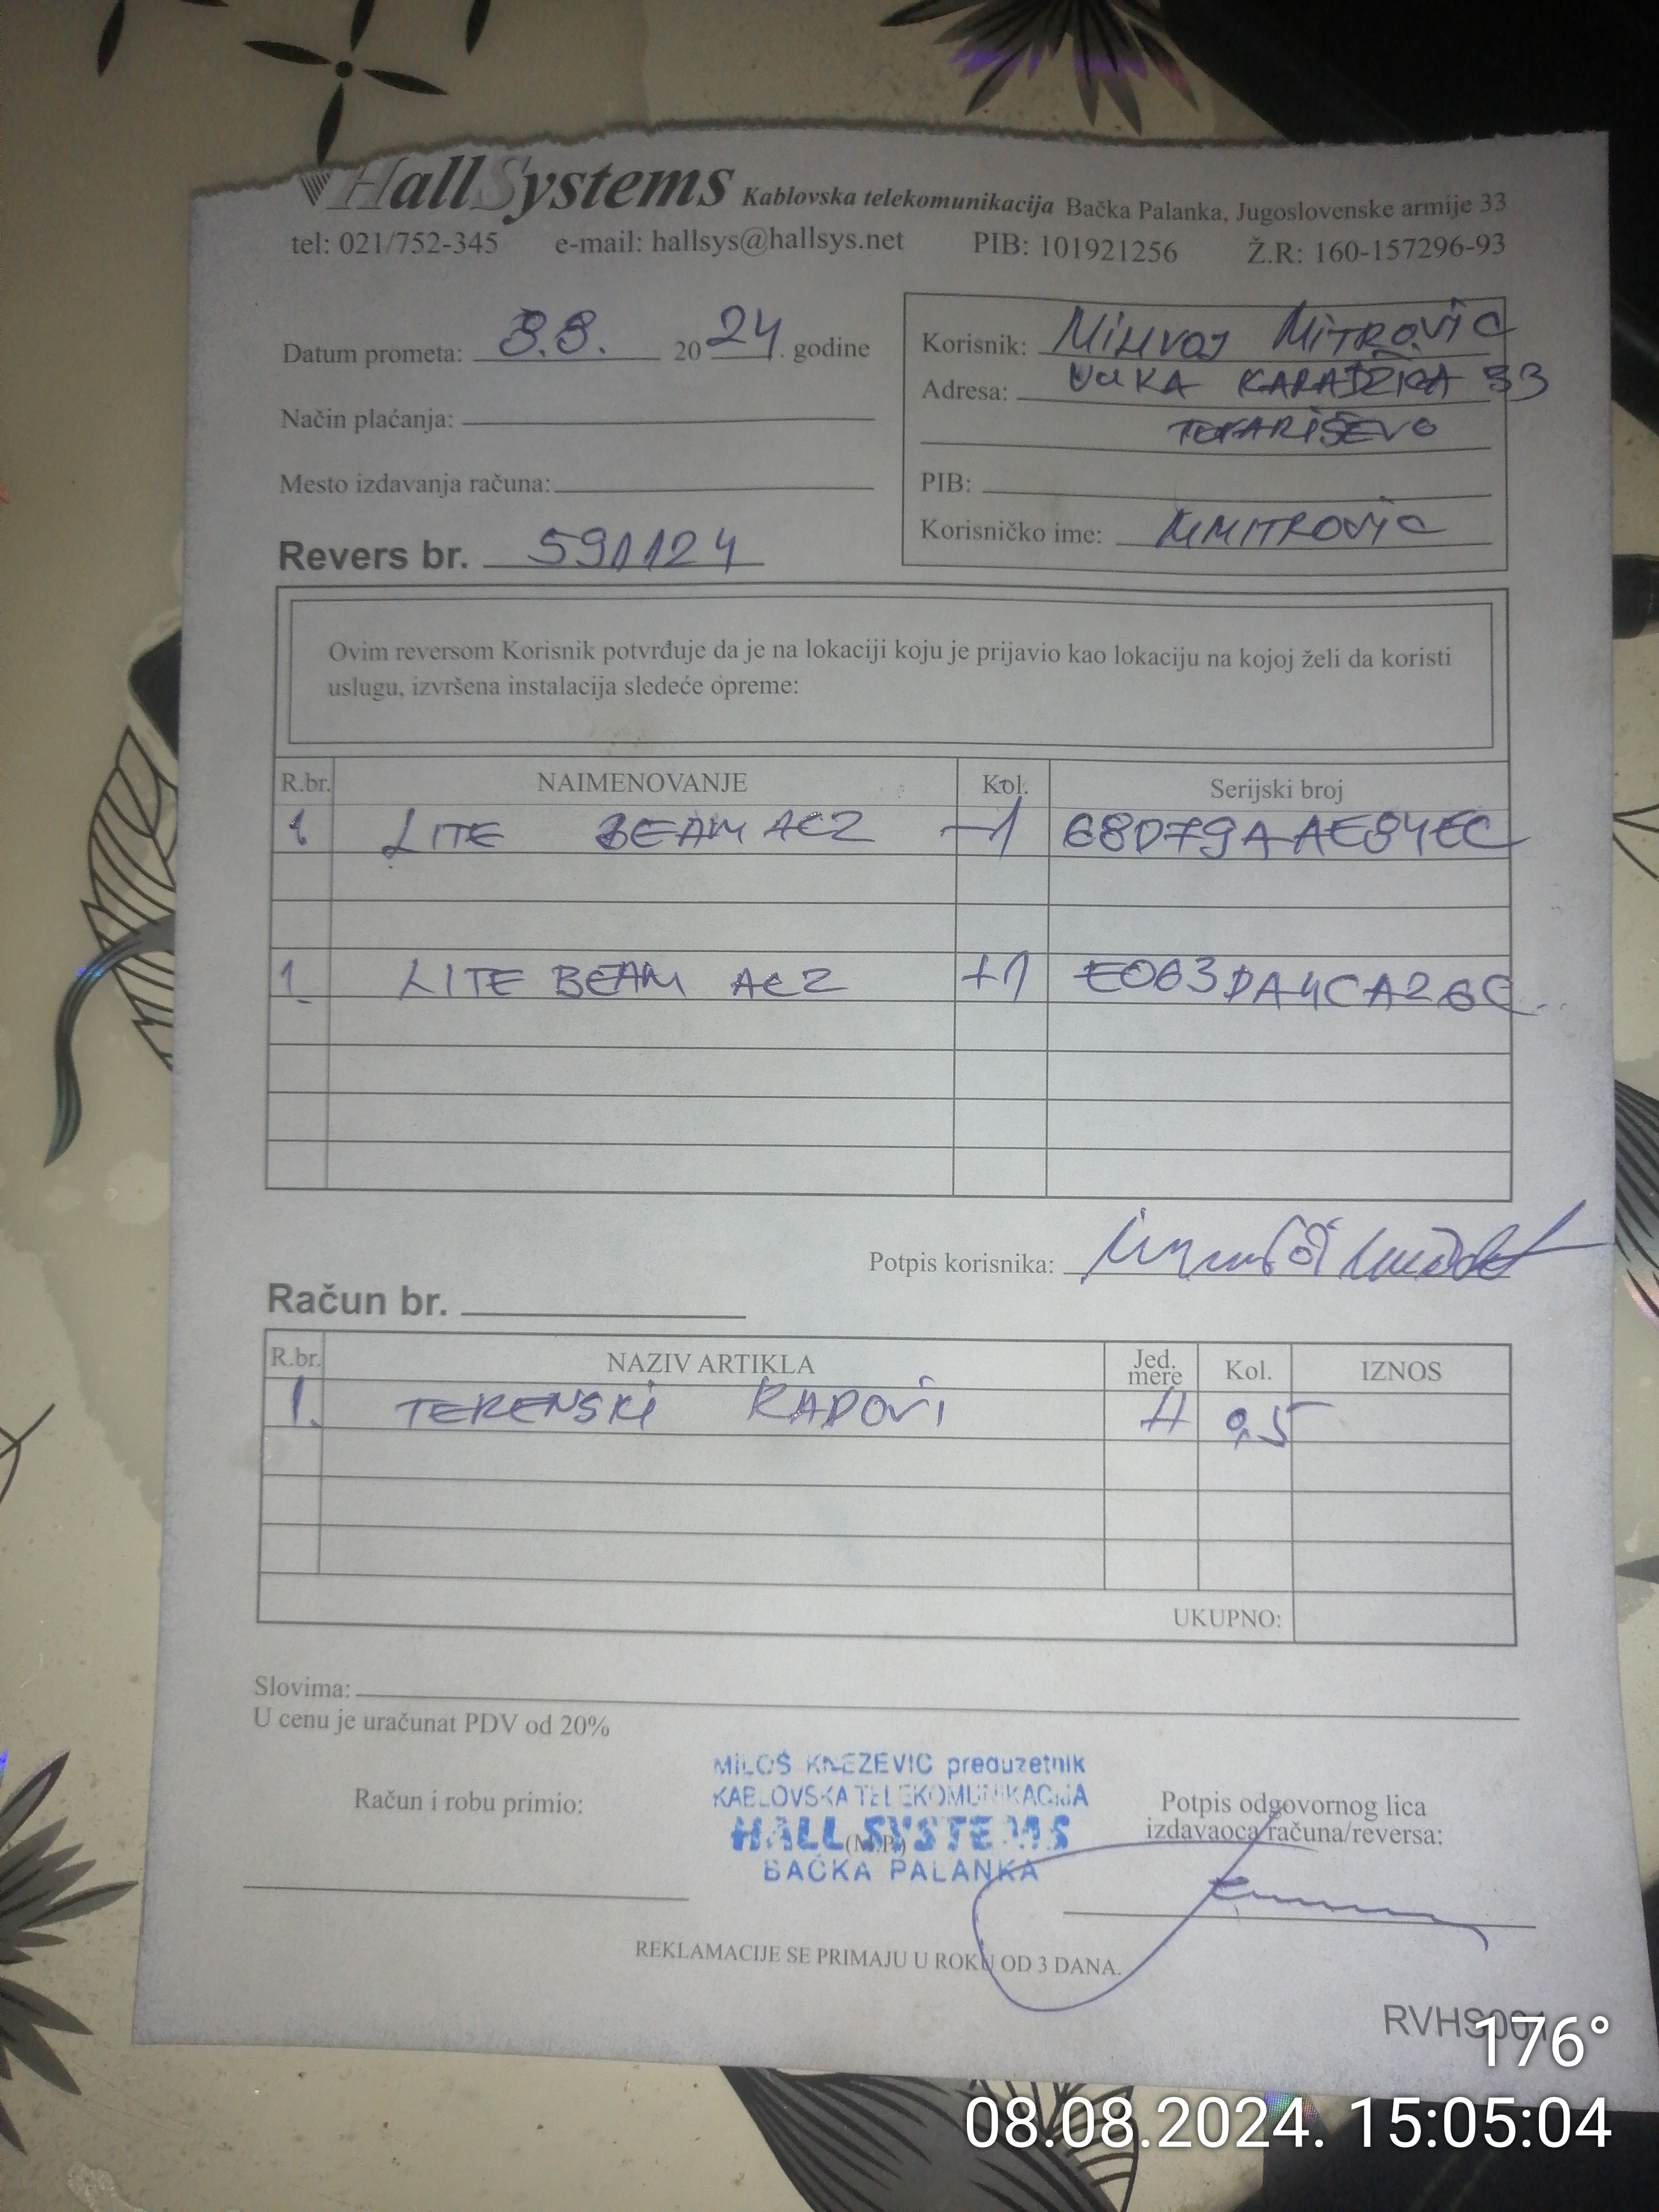 HallSystems Kablovska telekomunikacija Bačka Palanka, Jugoslovenske armije 33
tel: 021/752-345 e-mail: hallsys@hallsys.net PIB: 101921256 Ž.R: 160-157296-93
Datum prometa: 8.8. 2024. godine
Način plaćanja:
Mesto izdavanja računa:
Revers br. 591124
Korisnik: MILIVOJ MITROVIĆ
Adresa: VUKA KARADŽIĆA 93
TOVARIŠEVO
PIB:
Korisničko ime: MMITROVIC
Ovim reversom Korisnik potvrđuje da je na lokaciji koju je prijavio kao lokaciju na kojoj želi da koristi
uslugu, izvršena instalacija sledeće opreme:
R.br. NAIMENOVANJE Kol. Serijski broj
1 LITE BEAM AC2 -1 68D79AAE84EC
1. LITE BEAM AC2 +1 E063DA4CA26C
Potpis korisnika:
Račun br.
R.br. NAZIV ARTIKLA Jed. mere Kol. IZNOS
1. TERENSKI RADOVI H 0,5
UKUPNO:
Slovima:
U cenu je uračunat PDV od 20%
Računi robu primio:
MILOŠ KNEZEVIC preduzetnik
KABLOVSKA TELEKOMUNIKACIJA
HALL SYSTEMS
(M.P.)
BAČKA PALANKA
Potpis odgovornog lica
izdavaoca računa/reversa:
REKLAMACIJE SE PRIMAJU U ROKU OD 3 DANA.
RVHS001
176°
08.08.2024. 15:05:04